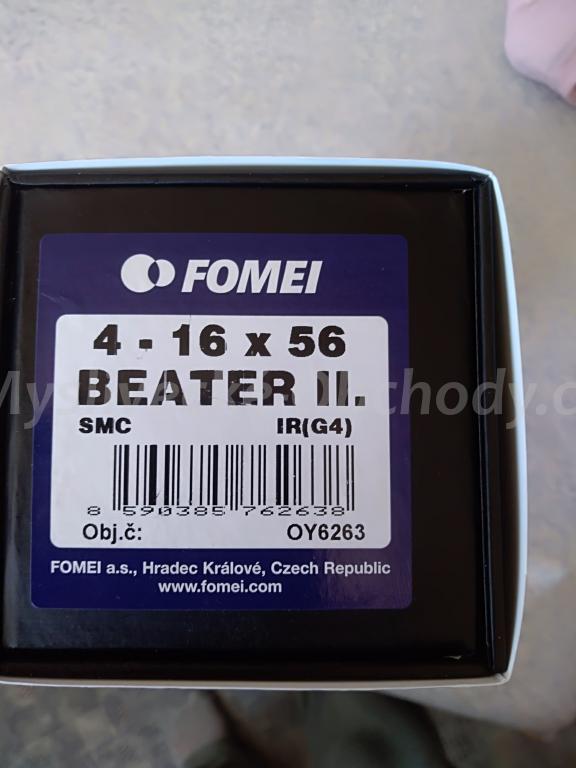 FOMEI
4 - 16 x 56
BEATER II.
SMC IR(G4)
8 590385 762638
Obj.č: OY6263
FOMEI a.s., Hradec Králové, Czech Republic
www.fomei.com